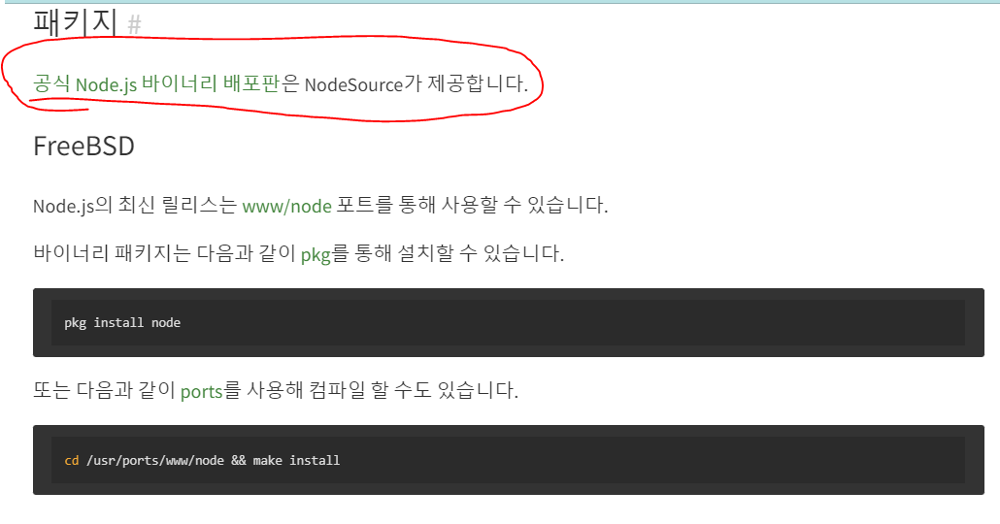 패키지 #
공식 Node.js 바이너리 배포판은 NodeSource가 제공합니다.
FreeBSD
Node.js의 최신 릴리스는 www/node 포트를 통해 사용할 수 있습니다.
바이너리 패키지는 다음과 같이 pkg를 통해 설치할 수 있습니다.
pkg install node
또는 다음과 같이 ports를 사용해 컴파일 할 수도 있습니다.
cd /usr/ports/www/node && make install